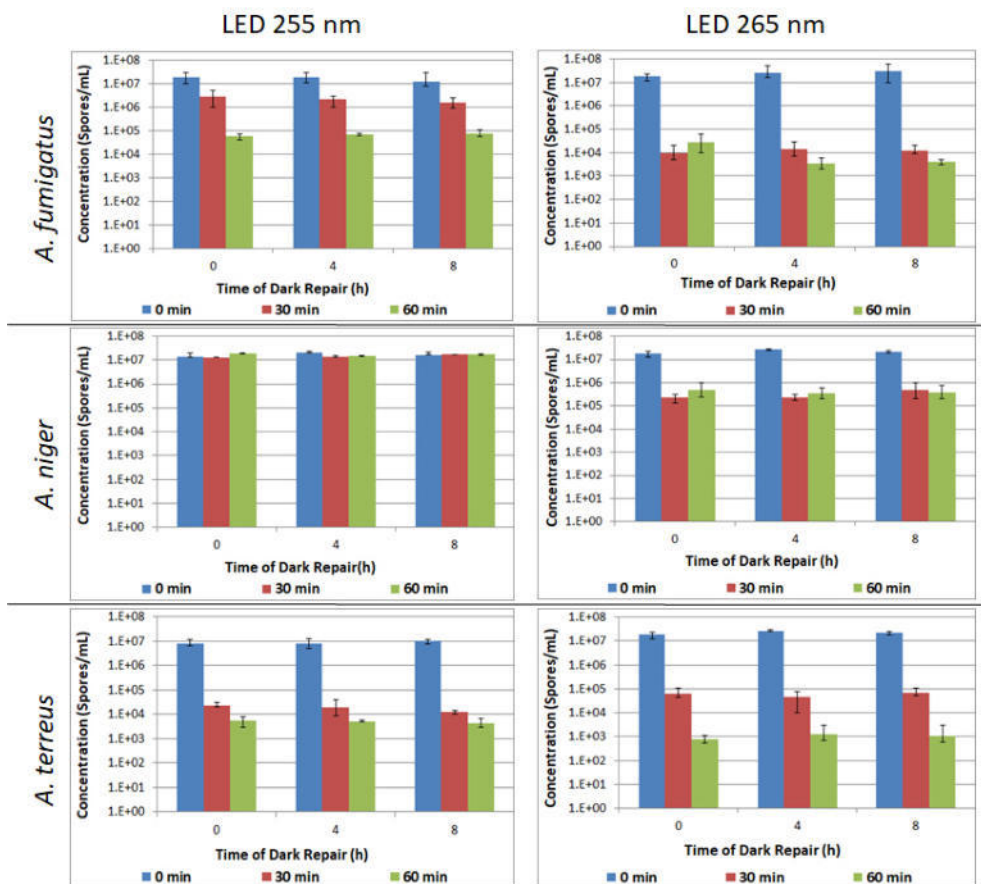 LED 255 nm
LED 265 nm
A. fumigatus
Concentration (Spores/mL)
1.E+08
1.E+07
1.E+06
1.E+05
1.E+04
1.E+03
1.E+02
1.E+01
1.E+00
0 4 8
Time of Dark Repair (h)
0 min 30 min 60 min
Concentration (Spores/mL)
1.E+08
1.E+07
1.E+06
1.E+05
1.E+04
1.E+03
1.E+02
1.E+01
1.E+00
0 4 8
Time of Dark Repair (h)
0 min 30 min 60 min
A. niger
Concentration (Spores/mL)
1.E+08
1.E+07
1.E+06
1.E+05
1.E+04
1.E+03
1.E+02
1.E+01
1.E+00
0 4 8
Time of Dark Repair(h)
0 min 30 min 60 min
Concentration (Spores/mL)
1.E+08
1.E+07
1.E+06
1.E+05
1.E+04
1.E+03
1.E+02
1.E+01
1.E+00
0 4 8
Time of Dark Repair (h)
0 min 30 min 60 min
A. terreus
Concentration (Spores/mL)
1.E+08
1.E+07
1.E+06
1.E+05
1.E+04
1.E+03
1.E+02
1.E+01
1.E+00
0 4 8
Time of Dark Repair (h)
0 min 30 min 60 min
Concentration (Spores/mL)
1.E+08
1.E+07
1.E+06
1.E+05
1.E+04
1.E+03
1.E+02
1.E+01
1.E+00
0 4 8
Time of Dark Repair (h)
0 min 30 min 60 min